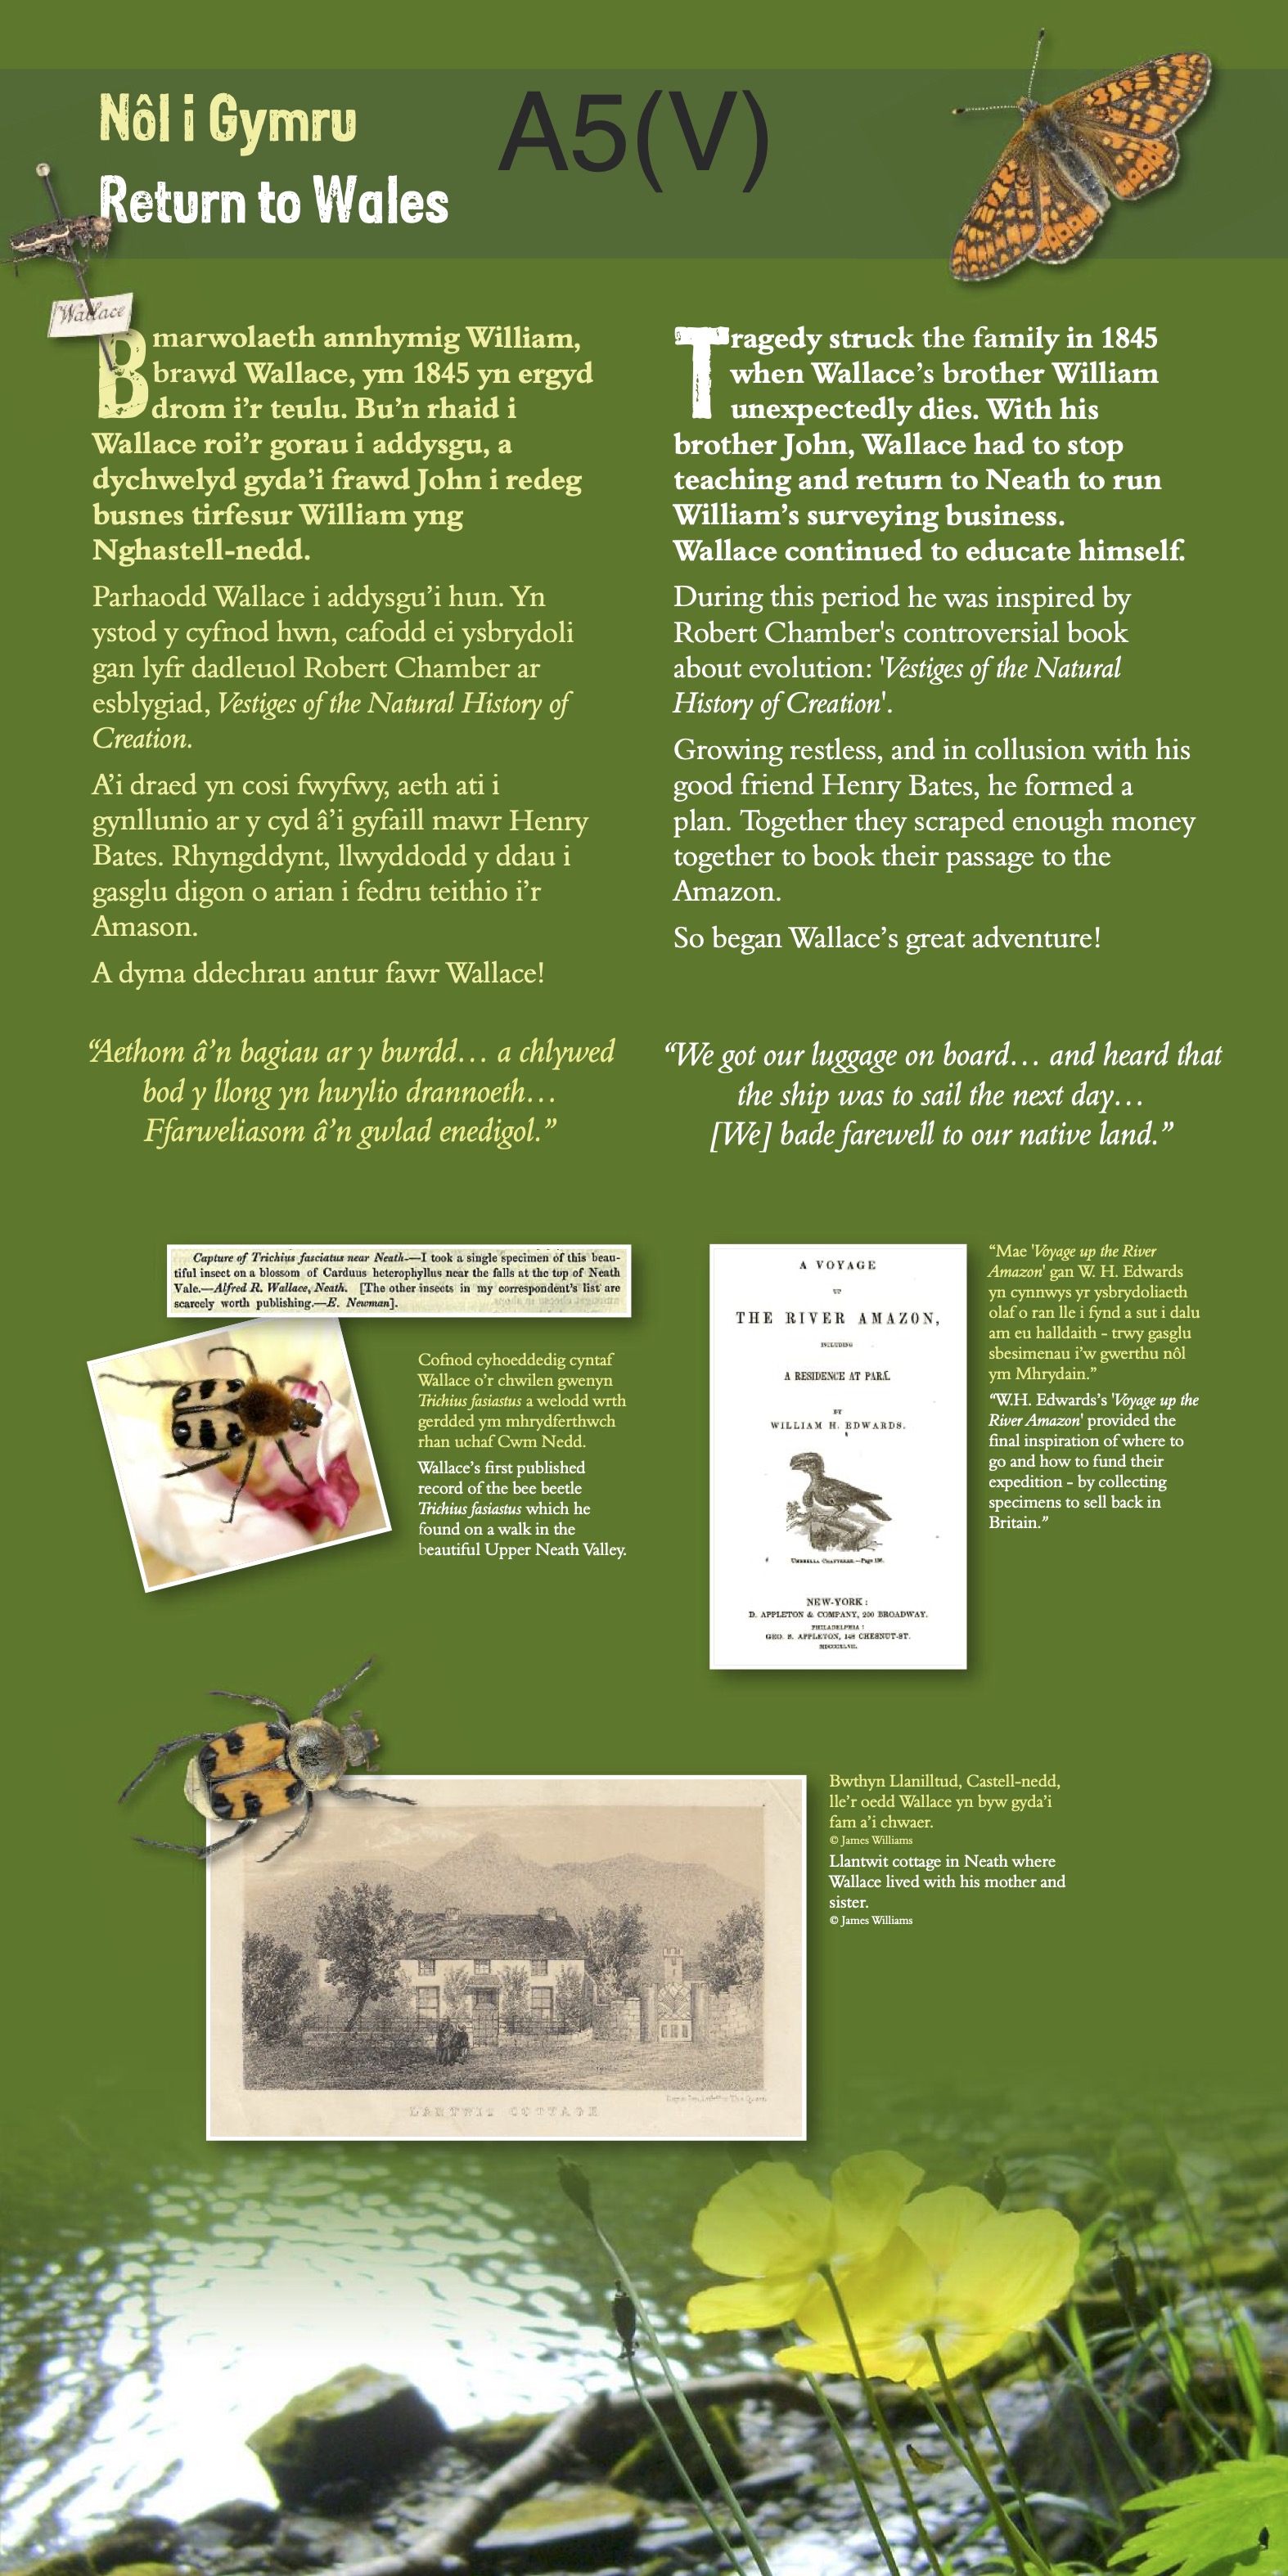 Nôl i Gymru
Return to Wales
A5(V)
Wallace
Bmarwolaeth annhymig William,
brawd Wallace, ym 1845 yn ergyd
drom i’r teulu. Bu’n rhaid i
Wallace roi’r gorau i addysgu, a
dychwelyd gyda’i frawd John i redeg
busnes tirfesur William yng
Nghastell-nedd.
Parhaodd Wallace i addysgu’i hun. Yn
ystod y cyfnod hwn, cafodd ei ysbrydoli
gan lyfr dadleuol Robert Chamber ar
esblygiad, Vestiges of the Natural History of
Creation.
A’i draed yn cosi fwyfwy, aeth ati i
gynllunio ar y cyd â’i gyfaill mawr Henry
Bates. Rhyngddynt, llwyddodd y ddau i
gasglu digon o arian i fedru teithio i’r
Amason.
A dyma ddechrau antur fawr Wallace!
“Aethom â’n bagiau ar y bwrdd… a chlywed
bod y llong yn hwylio drannoeth…
Ffarweliasom â’n gwlad enedigol.”
Tragedy struck the family in 1845
when Wallace’s brother William
unexpectedly dies. With his
brother John, Wallace had to stop
teaching and return to Neath to run
William’s surveying business.
Wallace continued to educate himself.
During this period he was inspired by
Robert Chamber's controversial book
about evolution: 'Vestiges of the Natural
History of Creation'.
Growing restless, and in collusion with his
good friend Henry Bates, he formed a
plan. Together they scraped enough money
together to book their passage to the
Amazon.
So began Wallace’s great adventure!
“We got our luggage on board… and heard that
the ship was to sail the next day…
[We] bade farewell to our native land.”
Capture of Trichius fasciatus near Neath.—I took a single specimen of this beau-
tiful insect on a blossom of Carduus heterophyllus near the falls at the top of Neath
Vale.—Alfred R. Wallace, Neath. [The other insects in my correspondent's list are
scarcely worth publishing.—E. Newman].
Cofnod cyhoeddedig cyntaf
Wallace o’r chwilen gwenyn
Trichius fasiastus a welodd wrth
gerdded ym mhrydferthwch
rhan uchaf Cwm Nedd.
Wallace’s first published
record of the bee beetle
Trichius fasiastus which he
found on a walk in the
beautiful Upper Neath Valley.
A VOYAGE
UP
THE RIVER AMAZON,
INCLUDING
A RESIDENCE AT PARÁ.
BY
WILLIAM H. EDWARDS.
UMBRELLA CHATTERER.—Page 138.
NEW-YORK:
D. APPLETON & COMPANY, 200 BROADWAY.
PHILADELPHIA:
GEO. S. APPLETON, 148 CHESNUT-ST.
MDCCCXLVII.
“Mae 'Voyage up the River
Amazon' gan W. H. Edwards
yn cynnwys yr ysbrydoliaeth
olaf o ran lle i fynd a sut i dalu
am eu halldaith - trwy gasglu
sbesimenau i’w gwerthu nôl
ym Mhrydain.”
“W.H. Edwards’s 'Voyage up the
River Amazon' provided the
final inspiration of where to
go and how to fund their
expedition - by collecting
specimens to sell back in
Britain.”
Bwthyn Llanilltud, Castell-nedd,
lle’r oedd Wallace yn byw gyda’i
fam a’i chwaer.
© James Williams
Llantwit cottage in Neath where
Wallace lived with his mother and
sister.
© James Williams
LANTWIT COTTAGE